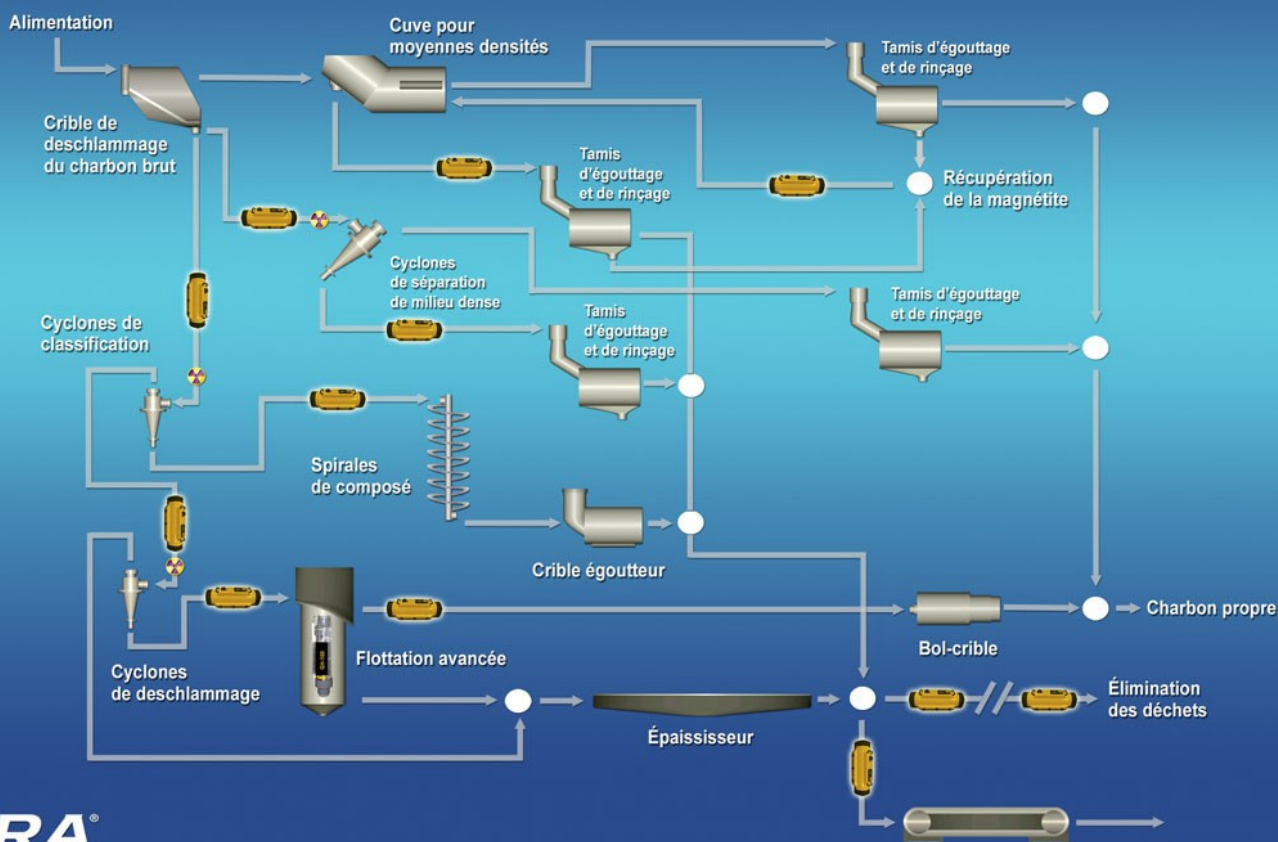 Alimentation
Cuve pour
moyennes densités
Tamis d'égouttage
et de rinçage
Crible de
deschlammage
du charbon brut
Tamis
d'égouttage
et de rinçage
Récupération
de la magnétite
Cyclones
de séparation
de milieu dense
Tamis d'égouttage
et de rinçage
Tamis
d'égouttage
et de rinçage
Cyclones de
classification
Spirales
de composé
Crible égoutteur
Charbon propre
Bol-crible
Flottation avancée
Cyclones
de deschlammage
Élimination
des déchets
Épaississeur
RA®